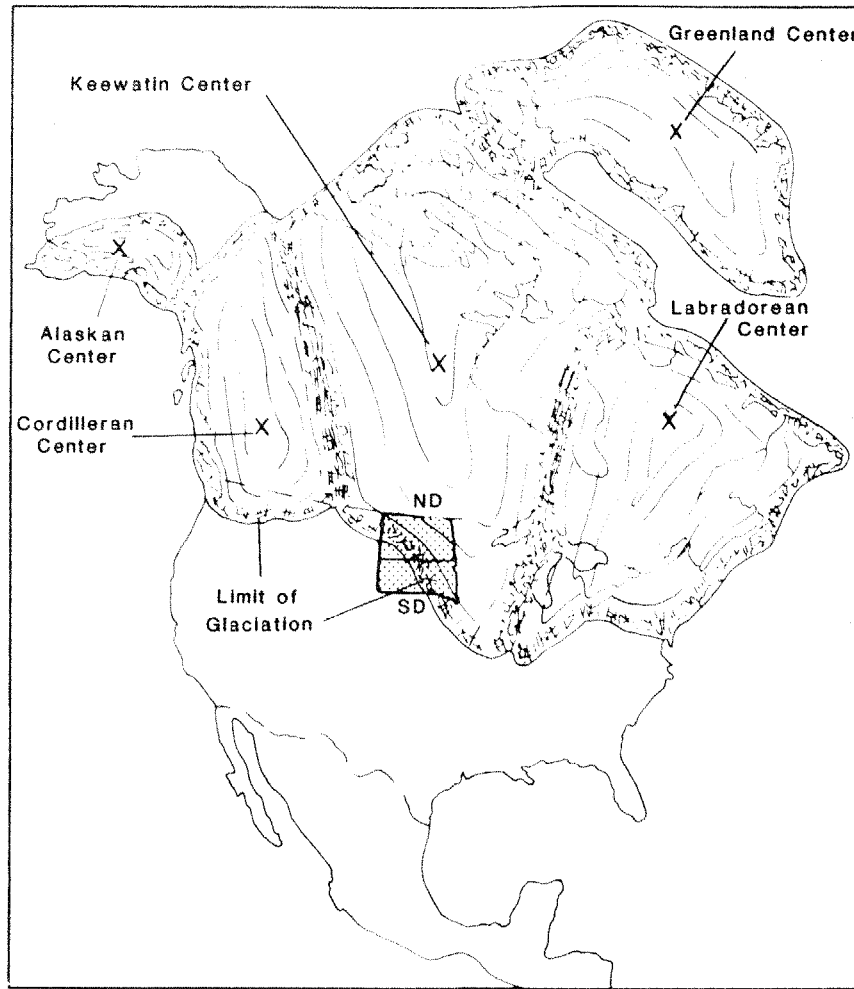 Greenland Center
Keewatin Center
X
X
X
Labradorean
Center
X
Alaskan
Center
X
Cordilleran
Center
ND
Limit of
Glaciation
SD